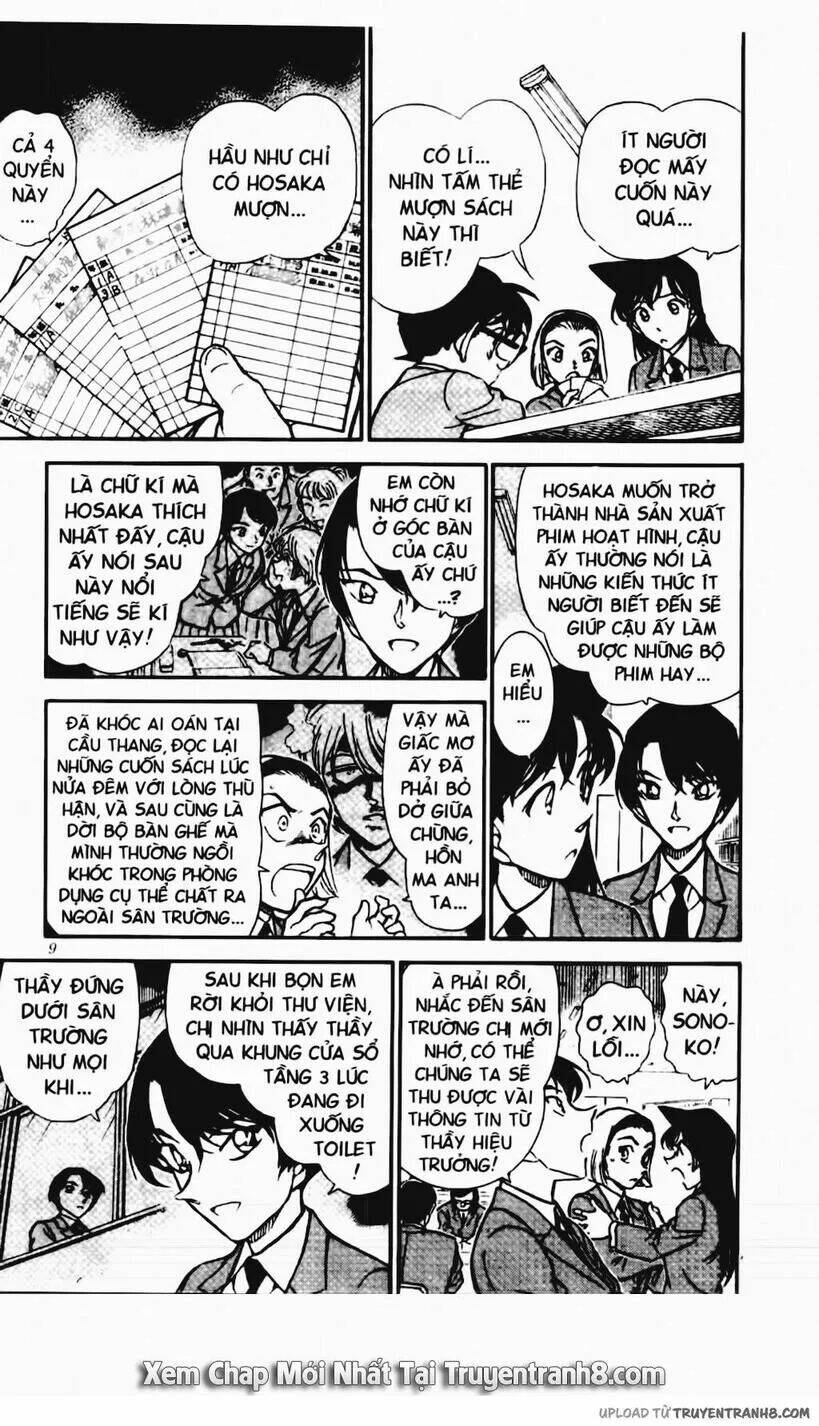 ÍT NGƯỜI
ĐỌC MẤY
CUỐN NÀY
QUÁ...
CÓ LÍ...
NHÌN TẤM THẺ
MƯỢN SÁCH
NÀY THÌ
BIẾT!
HẦU NHƯ CHỈ
CÓ HOSAKA
MƯỢN...
CẢ 4
QUYỂN
NÀY
...
HOSAKA MUỐN TRỞ
THÀNH NHÀ SẢN XUẤT
PHIM HOẠT HÌNH, CẬU
ẤY THƯỜNG NÓI LÀ
NHỮNG KIẾN THỨC ÍT
NGƯỜI BIẾT ĐẾN SẼ
GIÚP CẬU ẤY LÀM
ĐƯỢC NHỮNG BỘ
PHIM HAY...
EM
HIỂU
...
EM CÒN
NHỚ CHỮ KÍ
Ở GÓC BÀN
CỦA CẬU
ẤY CHỨ
...?
LÀ CHỮ KÍ MÀ
HOSAKA THÍCH
NHẤT ĐẤY, CẬU
ẤY NÓI SAU
NÀY NỔI
TIẾNG SẼ KÍ
NHƯ VẬY!
VẬY MÀ
GIẤC MƠ
ẤY ĐÃ
PHẢI BỎ
DỞ GIỮA
CHỪNG,
HỒN
MA ANH
TA...
ĐÃ KHÓC AI OÁN TẠI
CẦU THANG, ĐỌC LẠI
NHỮNG CUỐN SÁCH LÚC
NỬA ĐÊM VỚI LÒNG THÙ
HẬN, VÀ SAU CÙNG LÀ
DỜI BỘ BÀN GHẾ MÀ
MÌNH THƯỜNG NGỒI
KHÓC TRONG PHÒNG
DỤNG CỤ THỂ CHẤT RA
NGOÀI SÂN TRƯỜNG...
9
NÀY,
SONO-
KO!
Ơ, XIN
LỖI...
À PHẢI RỒI,
NHẮC ĐẾN SÂN
TRƯỜNG CHỊ MỚI
NHỚ, CÓ THỂ
CHÚNG TA SẼ
THU ĐƯỢC VÀI
THÔNG TIN TỪ
THẦY HIỆU
TRƯỞNG!
SAU KHI BỌN EM
RỜI KHỎI THƯ VIỆN,
CHỊ NHÌN THẤY THẦY
QUA KHUNG CỬA SỔ
TẦNG 3 LÚC
ĐANG ĐI
XUỐNG
TOILET
!
THẦY ĐỨNG
DƯỚI SÂN
TRƯỜNG
NHƯ MỌI
KHI...
Xem Chap Mới Nhất Tại Truyentranh8.com
UPLOAD TỪ TRUYENTRANH8.COM